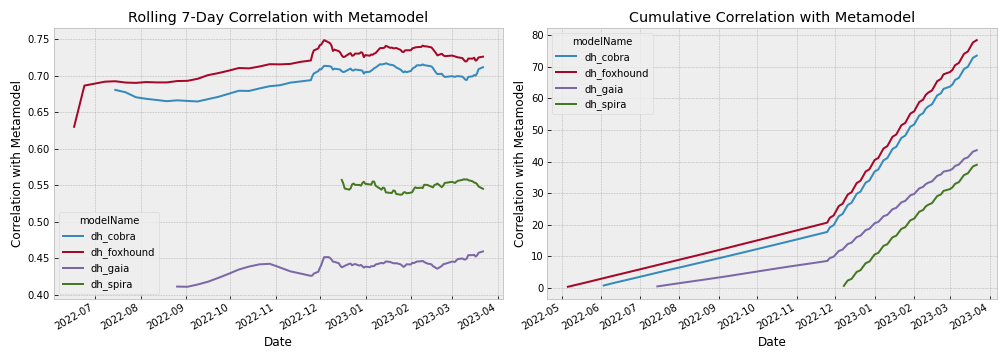 Rolling 7-Day Correlation with Metamodel
Correlation with Metamodel
0.75
0.70
0.65
0.60
0.55
0.50
0.45
0.40
modelName
dh_cobra
dh_foxhound
dh_gaia
dh_spira
2022-07
2022-08
2022-09
2022-10
2022-11
2022-12
2023-01
2023-02
2023-03
2023-04
Date
Cumulative Correlation with Metamodel
Correlation with Metamodel
80
70
60
50
40
30
20
10
0
modelName
dh_cobra
dh_foxhound
dh_gaia
dh_spira
2022-05
2022-06
2022-07
2022-08
2022-09
2022-10
2022-11
2022-12
2023-01
2023-02
2023-03
2023-04
Date